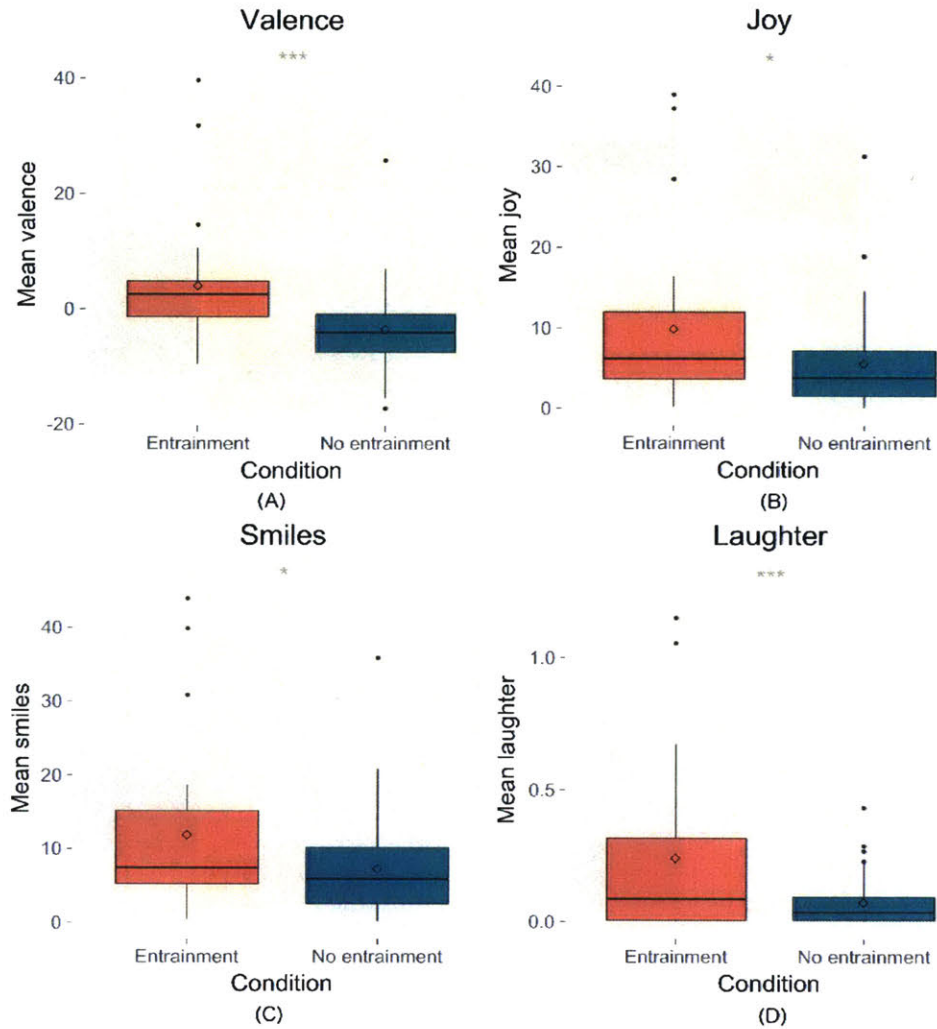 Valence
***
Mean valence
40
20
0
-20
Entrainment
No entrainment
Condition
(A)
Joy
*
Mean joy
40
30
20
10
0
Entrainment
No entrainment
Condition
(B)
Smiles
*
Mean smiles
40
30
20
10
0
Entrainment
No entrainment
Condition
(C)
Laughter
***
Mean laughter
1.0
0.5
0.0
Entrainment
No entrainment
Condition
(D)